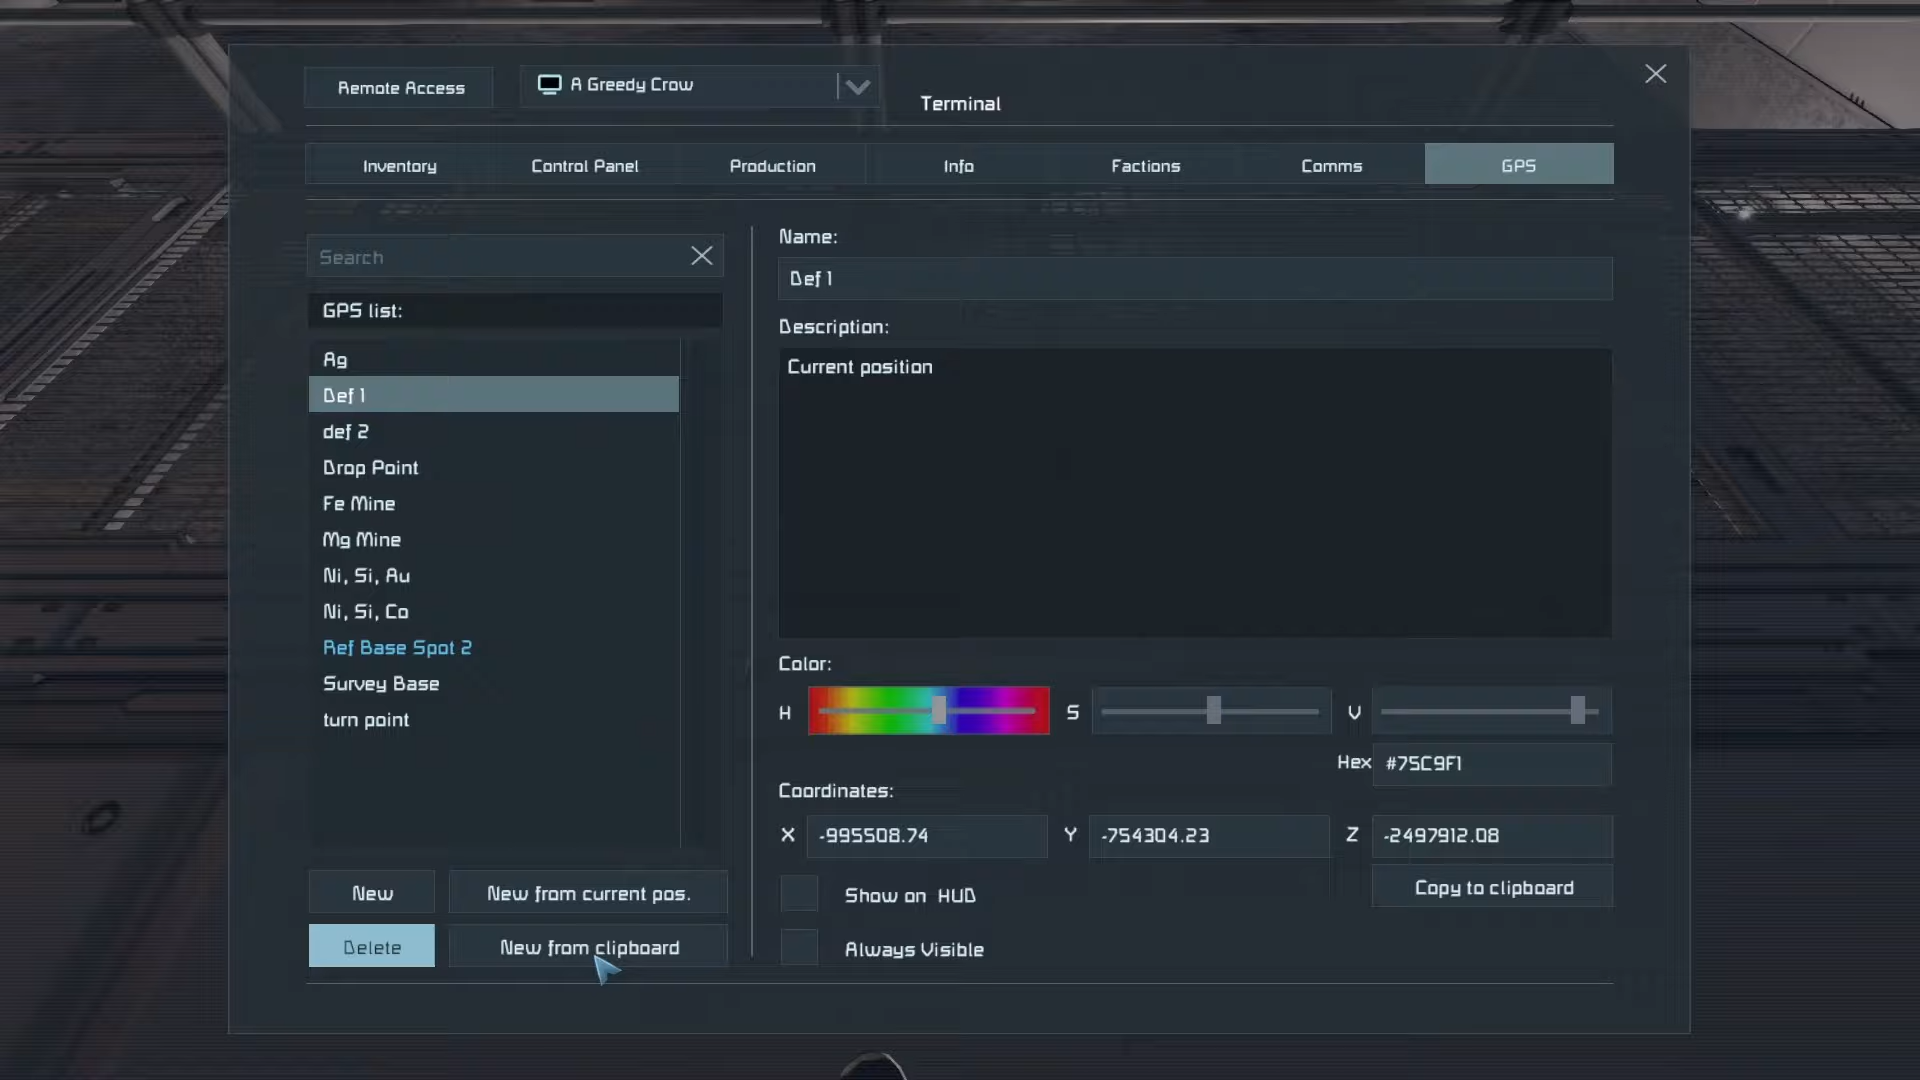 Remote Access
A Greedy Crow
Terminal
Inventory
Control Panel
Production
Info
Factions
Comms
GPS
Search
GPS list:
Ag
Def 1
def 2
Drop Point
Fe Mine
Mg Mine
Ni, Si, Au
Ni, Si, Co
Ref Base Spot 2
Survey Base
turn point
New
New from current pos.
Delete
New from clipboard
Name:
Def 1
Description:
Current position
Color:
H
S
V
Hex #75C9F1
Coordinates:
X -995508.74
Y -754304.23
Z -2497912.08
Show on HUD
Copy to clipboard
Always Visible